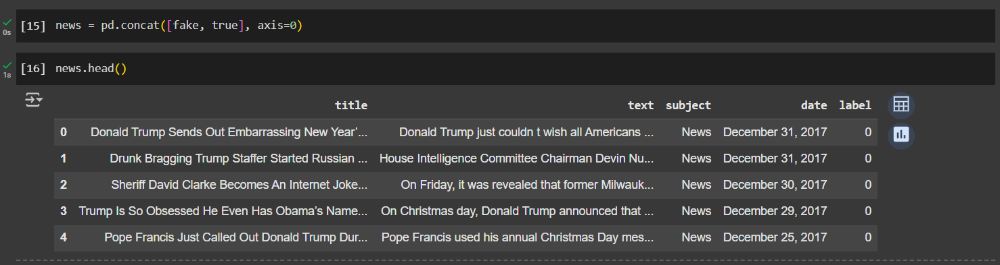 [15] news = pd.concat([fake, true], axis=0)
0s
[16] news.head()
1s
title text subject date label
0 Donald Trump Sends Out Embarrassing New Year’... Donald Trump just couldn t wish all Americans ... News December 31, 2017 0
1 Drunk Bragging Trump Staffer Started Russian ... House Intelligence Committee Chairman Devin Nu... News December 31, 2017 0
2 Sheriff David Clarke Becomes An Internet Joke... On Friday, it was revealed that former Milwauk... News December 30, 2017 0
3 Trump Is So Obsessed He Even Has Obama’s Name... On Christmas day, Donald Trump announced that ... News December 29, 2017 0
4 Pope Francis Just Called Out Donald Trump Dur... Pope Francis used his annual Christmas Day mes... News December 25, 2017 0